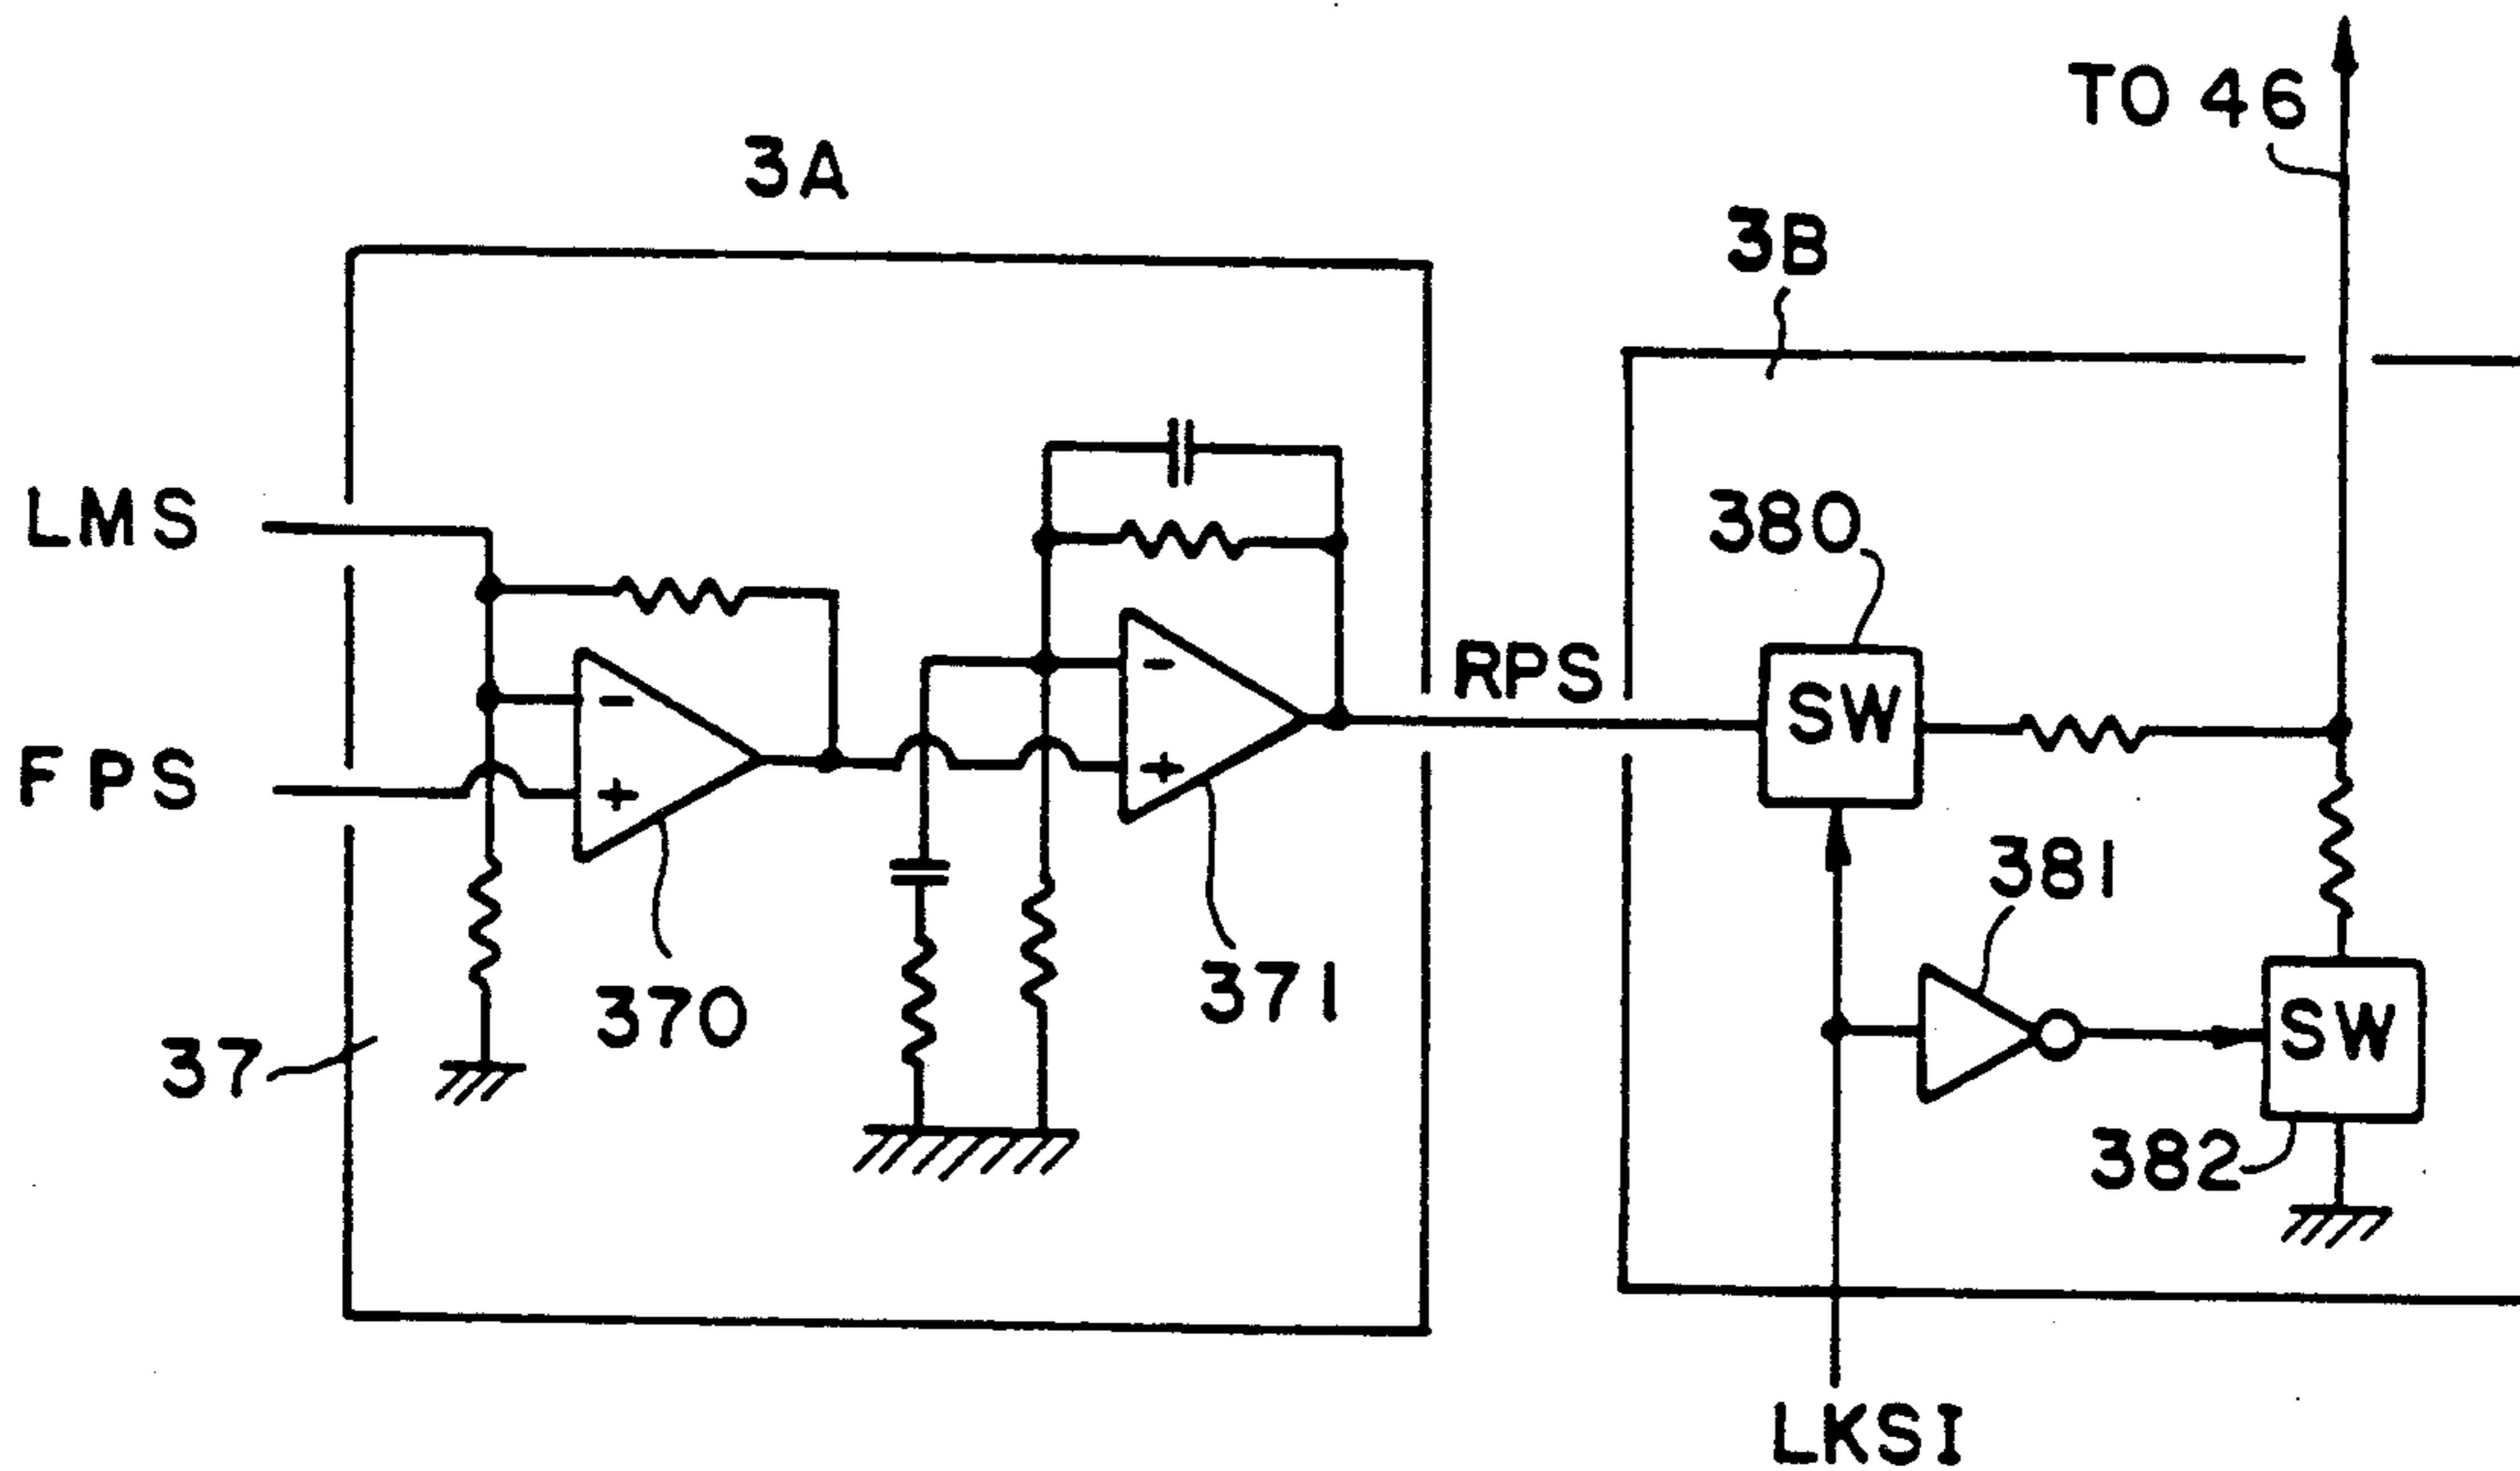 TO 46
3A
3B
LMS
380
RPS
SW
-
-
FPS
+
+
381
370
371
SW
37
382
LKSI